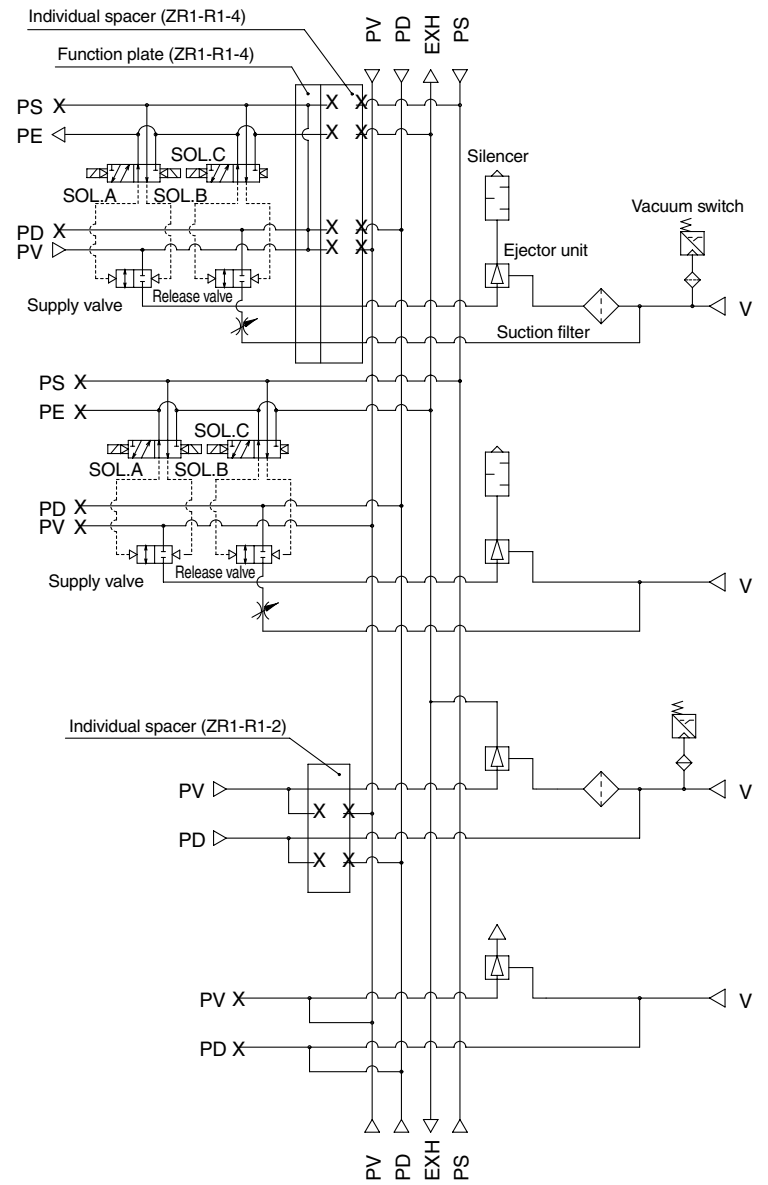 Individual spacer (ZR1-R1-4)
Function plate (ZR1-R1-4)
PV
PD
EXH
PS
PS X
PE
X X
X X
SOL.C
SOL.A
SOL.B
Silencer
Vacuum switch
PD X
PV
X X
X X
Ejector unit
Supply valve
Release valve
V
Suction filter
PS X
PE X
SOL.C
SOL.A
SOL.B
PD X
PV X
Supply valve
Release valve
V
Individual spacer (ZR1-R1-2)
PV
V
X X
PD
X X
PV X
V
PD X
PV
PD
EXH
PS